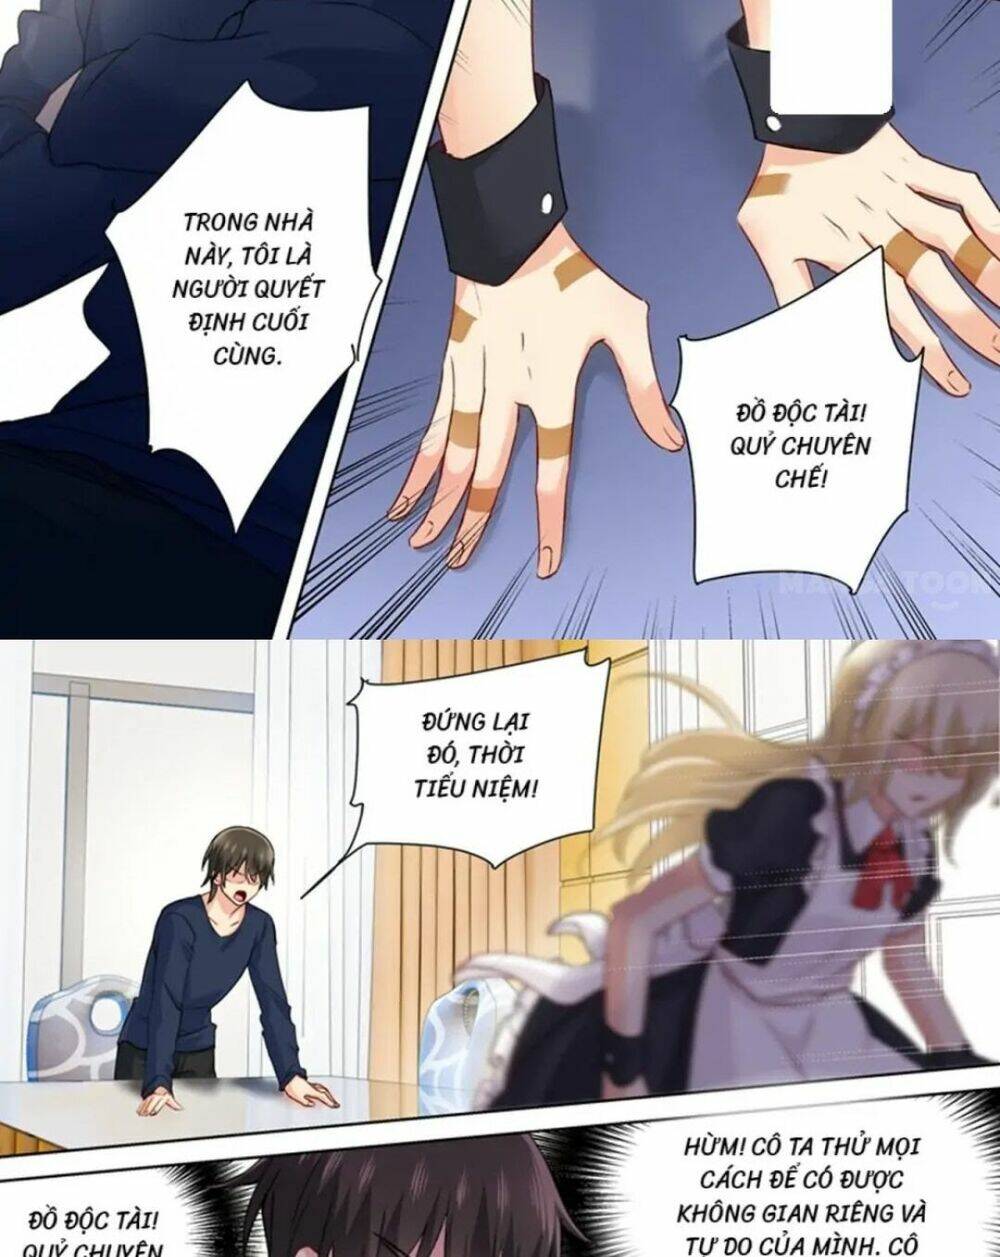 TRONG NHÀ
NÀY, TÔI LÀ
NGƯỜI QUYẾT
ĐỊNH CUỐI
CÙNG.
ĐỒ ĐỘC TÀI!
QUỶ CHUYÊN
CHẾ!
ĐỨNG LẠI
ĐÓ, THỜI
TIỂU NIỆM!
HỪM! CÔ TA THỬ MỌI
CÁCH ĐỂ CÓ ĐƯỢC
KHÔNG GIAN RIÊNG VÀ
TỰ DO CỦA MÌNH. CÔ
ĐỒ ĐỘC TÀI!
QUỶ CHUYÊN